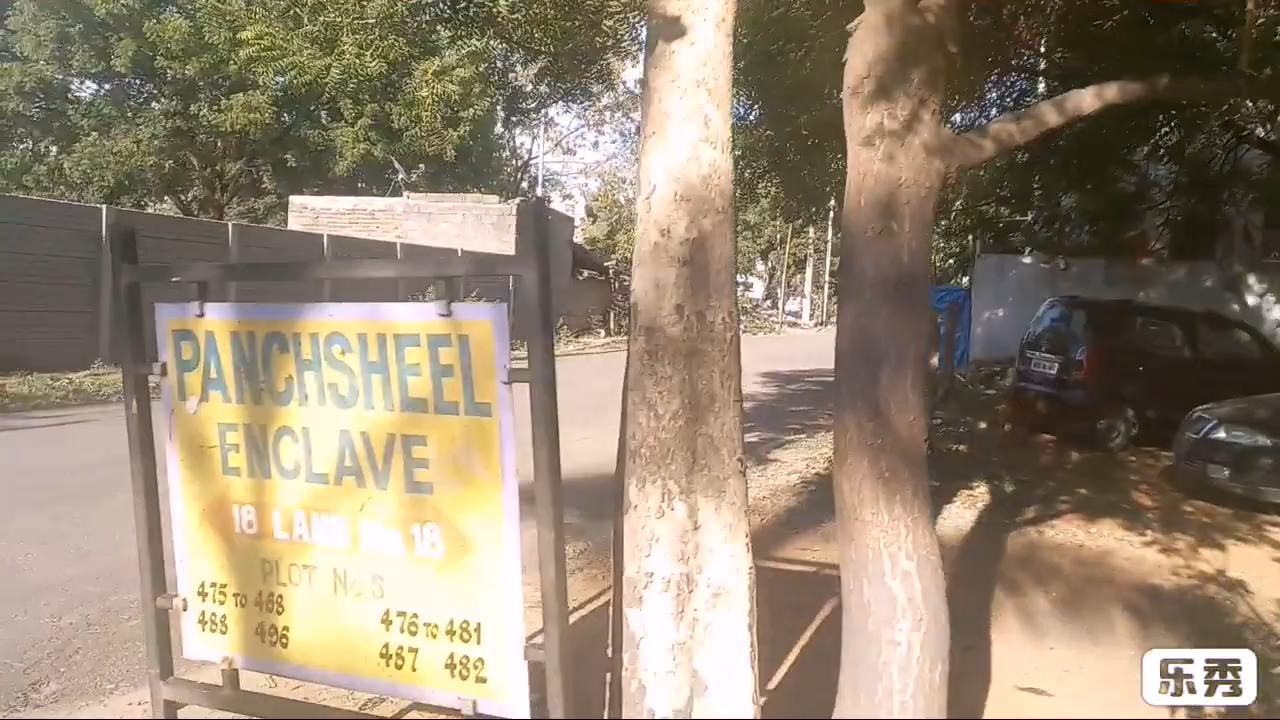 PANCHSHEEL
ENCLAVE
18 LANE No. 18
PLOT No S
475 TO 468 476 TO 481
488 496 487 482
乐秀